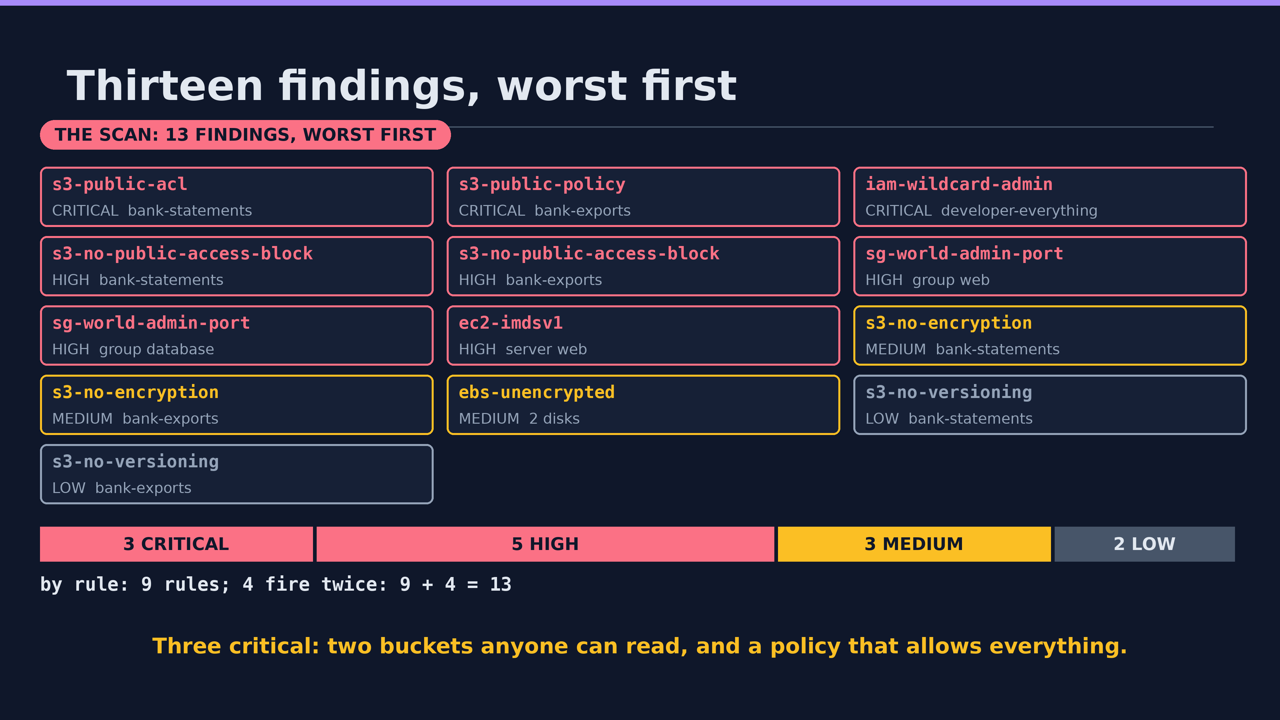 Thirteen findings, worst first
THE SCAN: 13 FINDINGS, WORST FIRST
s3-public-acl
CRITICAL bank-statements
s3-public-policy
CRITICAL bank-exports
iam-wildcard-admin
CRITICAL developer-everything
s3-no-public-access-block
HIGH bank-statements
s3-no-public-access-block
HIGH bank-exports
sg-world-admin-port
HIGH group web
sg-world-admin-port
HIGH group database
ec2-imdsv1
HIGH server web
s3-no-encryption
MEDIUM bank-statements
s3-no-encryption
MEDIUM bank-exports
ebs-unencrypted
MEDIUM 2 disks
s3-no-versioning
LOW bank-statements
s3-no-versioning
LOW bank-exports
3 CRITICAL
5 HIGH
3 MEDIUM
2 LOW
by rule: 9 rules; 4 fire twice: 9 + 4 = 13
Three critical: two buckets anyone can read, and a policy that allows everything.